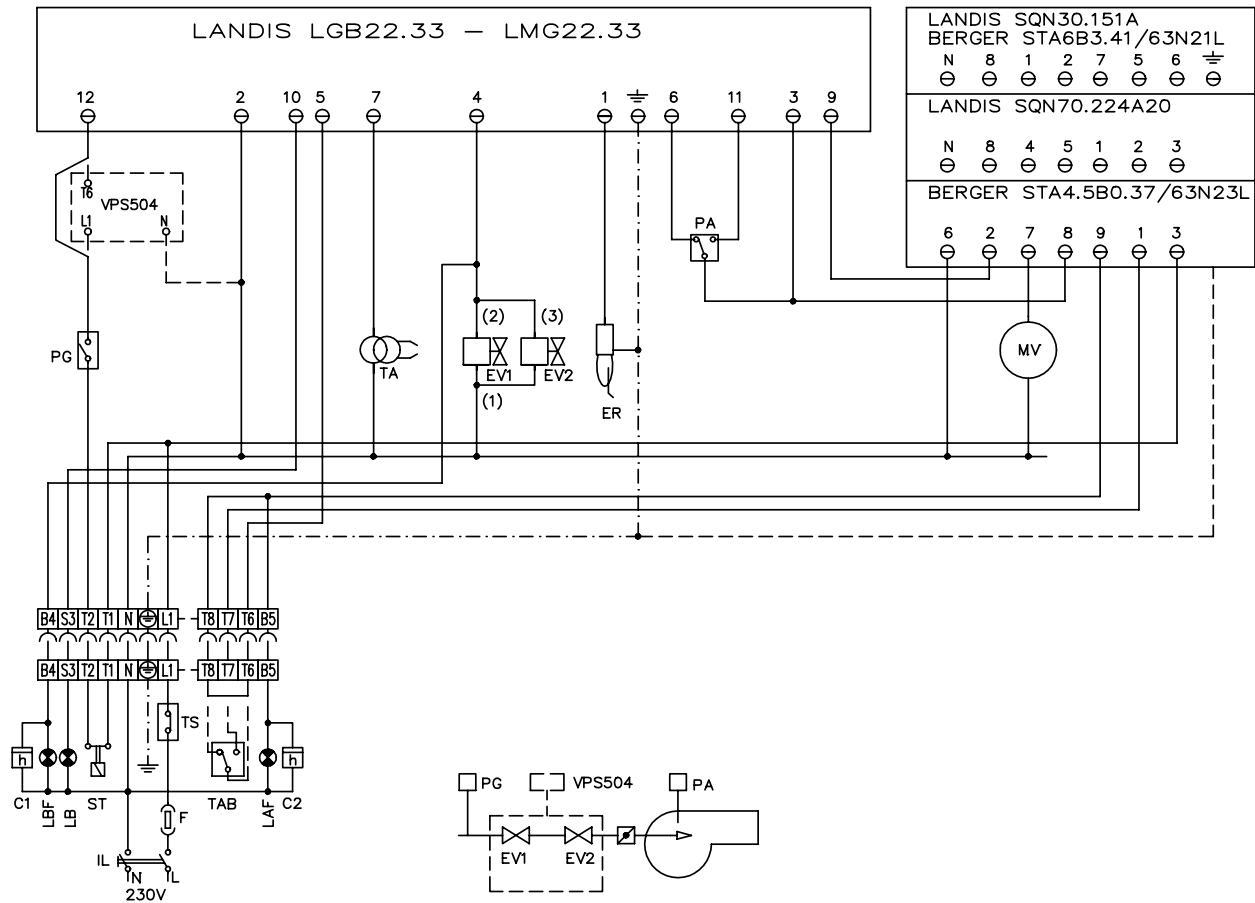 LANDIS LGB22.33 – LMG22.33
12 2 10 5 7 4 1 6 11 3 9
LANDIS SQN30.151A
BERGER STA6B3.41/63N21L
N 8 1 2 7 5 6
LANDIS SQN70.224A20
N 8 4 5 1 2 3
BERGER STA4.5B0.37/63N23L
6 2 7 8 9 1 3
T6
VPS504
L1 N
PA
PG
TA
(2) (3)
EV1 EV2
(1)
ER
MV
B4 S3 T2 T1 N L1 T8 T7 T6 B5
B4 S3 T2 T1 N L1 T8 T7 T6 B5
TS
h h
C1 LBF LB ST TAB LAF C2
F
IL
N L
230V
PG VPS504 PA
EV1 EV2